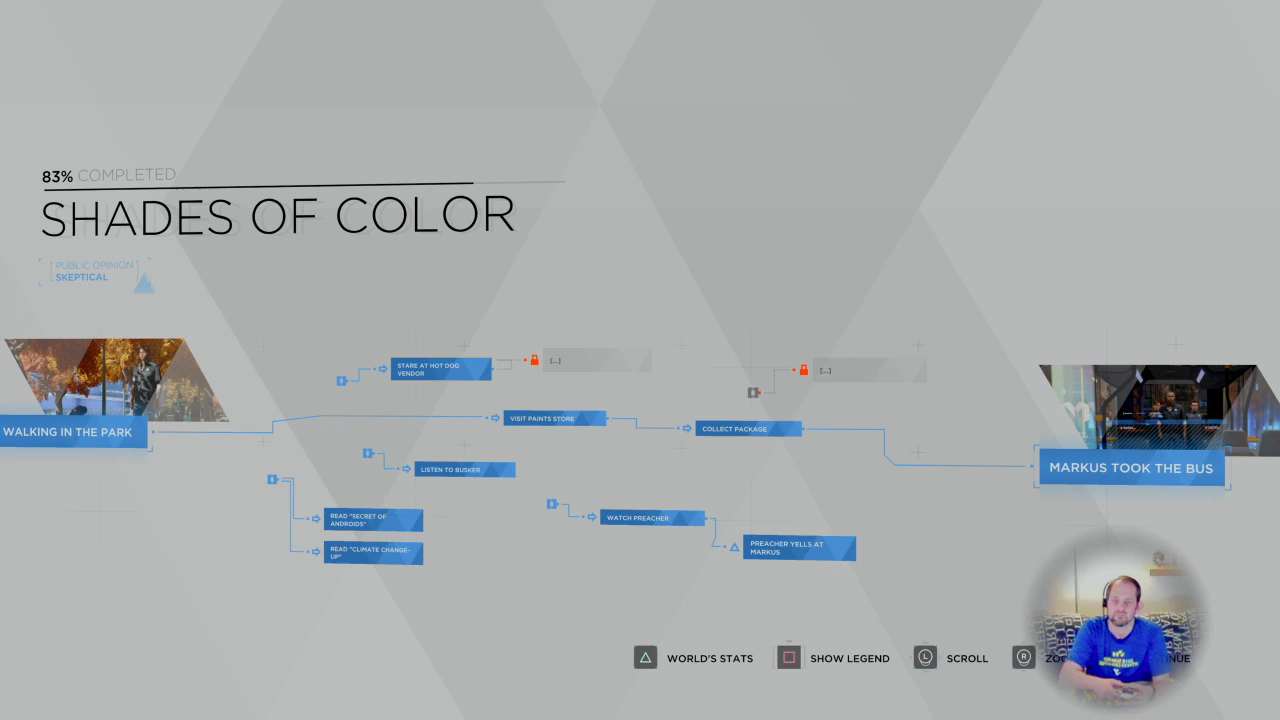 83% COMPLETED
SHADES OF COLOR
PUBLIC OPINION
SKEPTICAL
WALKING IN THE PARK
STARE AT HOT DOG
VENDOR
[...]
[...]
VISIT PAINTS STORE
COLLECT PACKAGE
MARKUS TOOK THE BUS
LISTEN TO BUSKER
READ "SECRET OF
ANDROIDS"
READ "CLIMATE CHANGE-
UP"
WATCH PREACHER
PREACHER YELLS AT
MARKUS
WORLD'S STATS
SHOW LEGEND
L
SCROLL
R